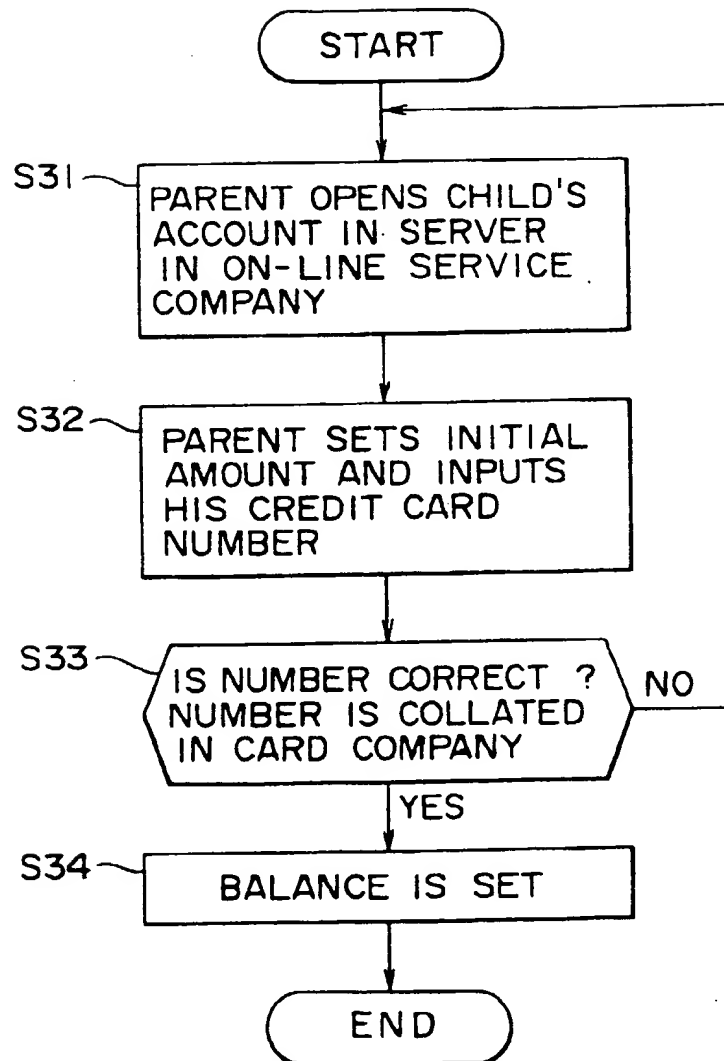 START
S31
PARENT OPENS CHILD'S
ACCOUNT IN SERVER
IN ON-LINE SERVICE
COMPANY
S32
PARENT SETS INITIAL
AMOUNT AND INPUTS
HIS CREDIT CARD
NUMBER
S33
IS NUMBER CORRECT ?
NUMBER IS COLLATED
IN CARD COMPANY
NO
YES
S34
BALANCE IS SET
END